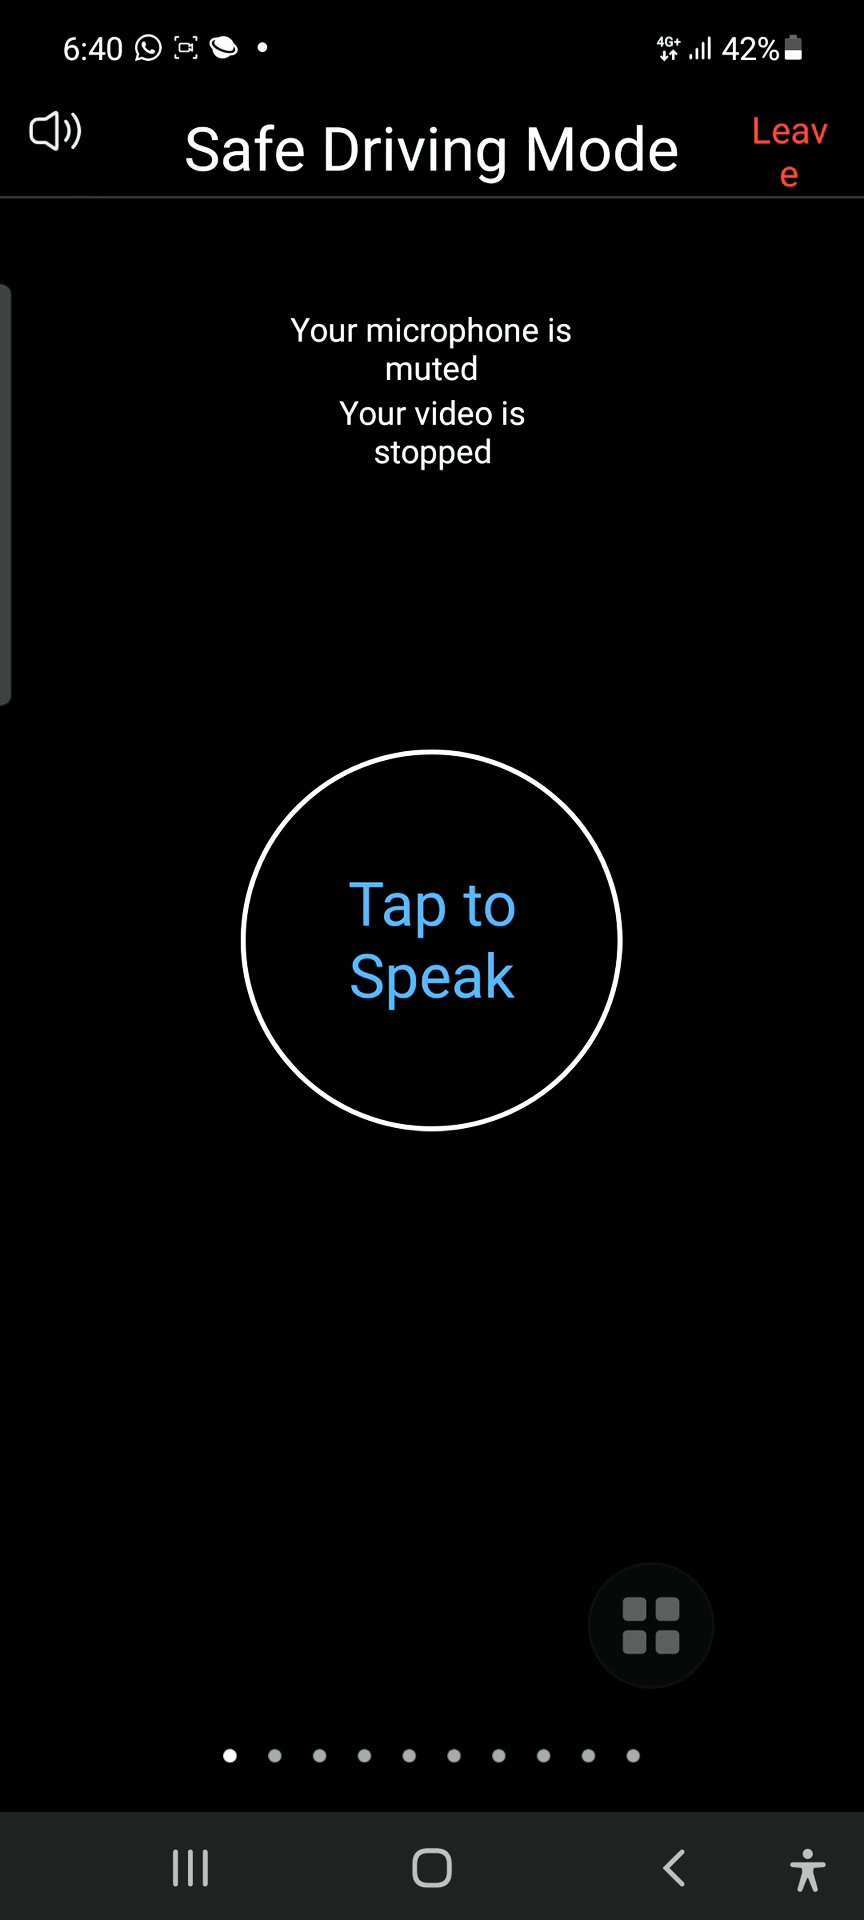 6:40
4G+
42%
Safe Driving Mode
Leav
e
Your microphone is
muted
Your video is
stopped
Tap to
Speak